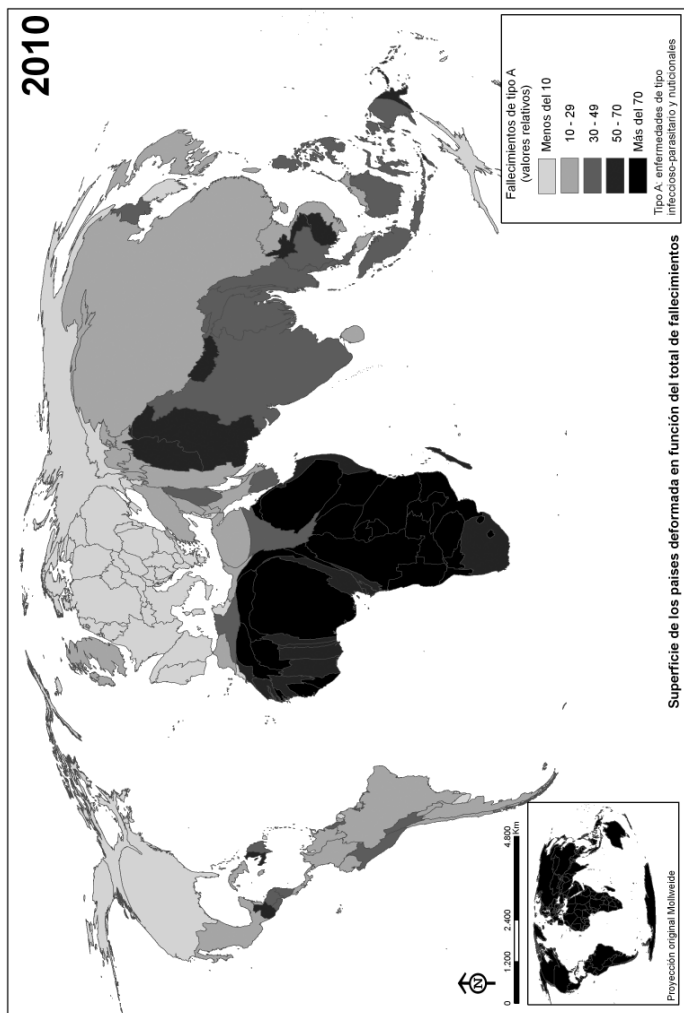 2010
Fallecimientos de tipo A
(valores relativos)
Menos del 10
10 - 29
30 - 49
50 - 70
Más del 70
Tipo A: enfermedades de tipo
infeccioso-parasitario y nuticionales
Superficie de los países deformada en función del total de fallecimientos
N
0 1.200 2.400 4.800
Km
Proyección original Mollweide